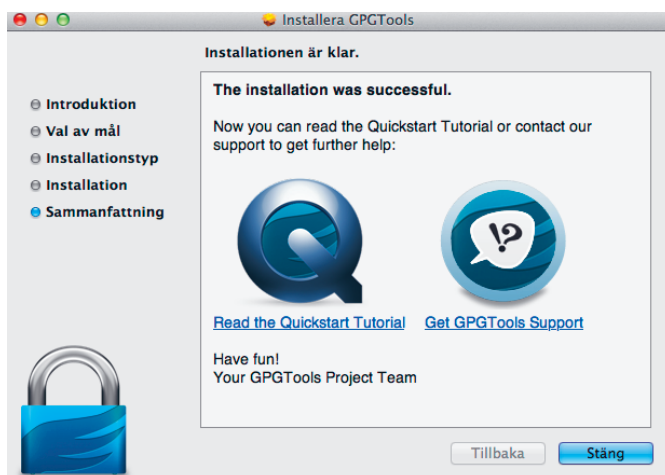 Installera GPGTools
Installationen är klar.
Introduktion
Val av mål
Installationstyp
Installation
Sammanfattning
The installation was successful.
Now you can read the Quickstart Tutorial or contact our
support to get further help:
!?
Read the Quickstart Tutorial
Get GPGTools Support
Have fun!
Your GPGTools Project Team
Tillbaka
Stäng